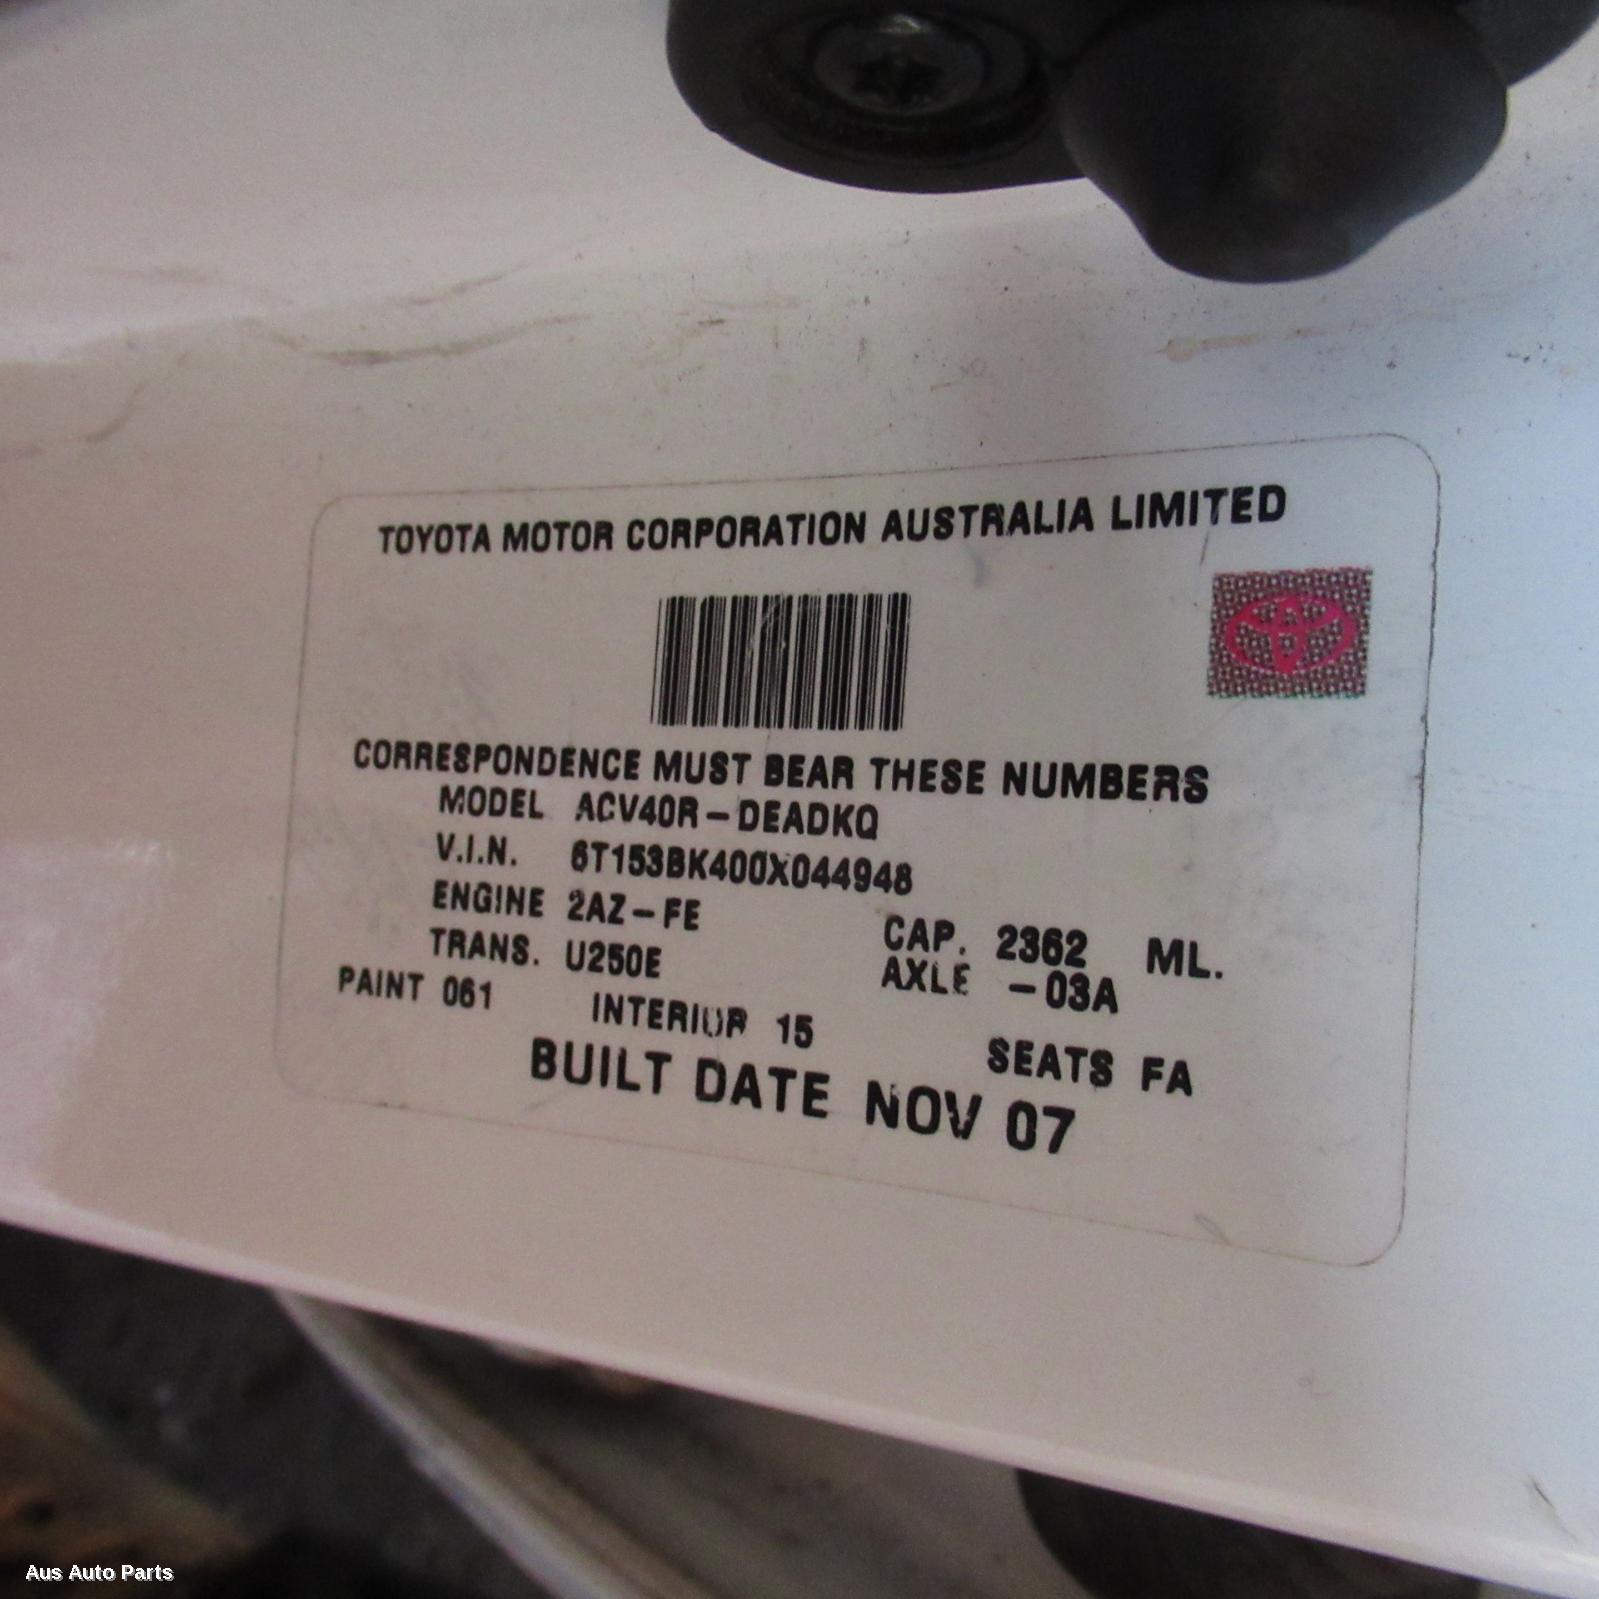 TOYOTA MOTOR CORPORATION AUSTRALIA LIMITED
CORRESPONDENCE MUST BEAR THESE NUMBERS
MODEL ACV40R-DEADKQ
V.I.N. 6T153BK400X044948
ENGINE 2AZ-FE CAP. 2362 ML.
TRANS. U250E AXLE -03A
PAINT 061 INTERIOR 15 SEATS FA
BUILT DATE NOV 07
Aus Auto Parts